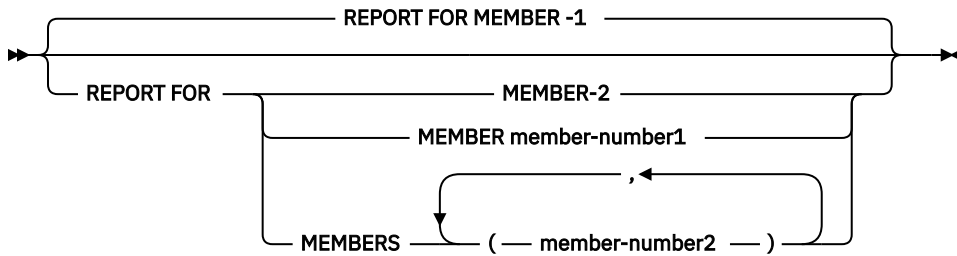 REPORT FOR MEMBER -1
REPORT FOR MEMBER-2
MEMBER member-number1
,
MEMBERS ( member-number2 )